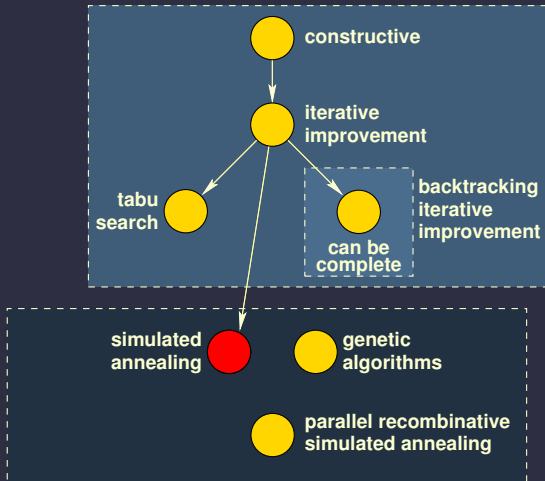 constructive
iterative
improvement
tabu
search
backtracking
iterative
improvement
can be
complete
simulated
annealing
genetic
algorithms
parallel recombinative
simulated annealing